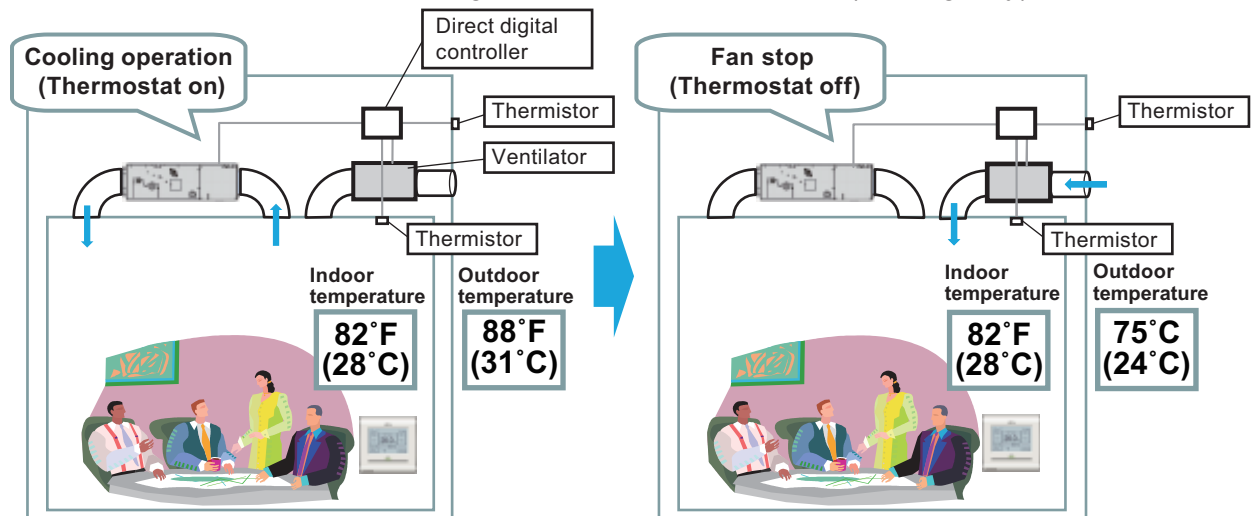 Direct digital
controller
Cooling operation
(Thermostat on)
Thermistor
Ventilator
Thermistor
Indoor
temperature
82˚F
(28˚C)
Outdoor
temperature
88˚F
(31˚C)
Fan stop
(Thermostat off)
Thermistor
Thermistor
Indoor
temperature
82˚F
(28˚C)
Outdoor
temperature
75˚C
(24˚C)